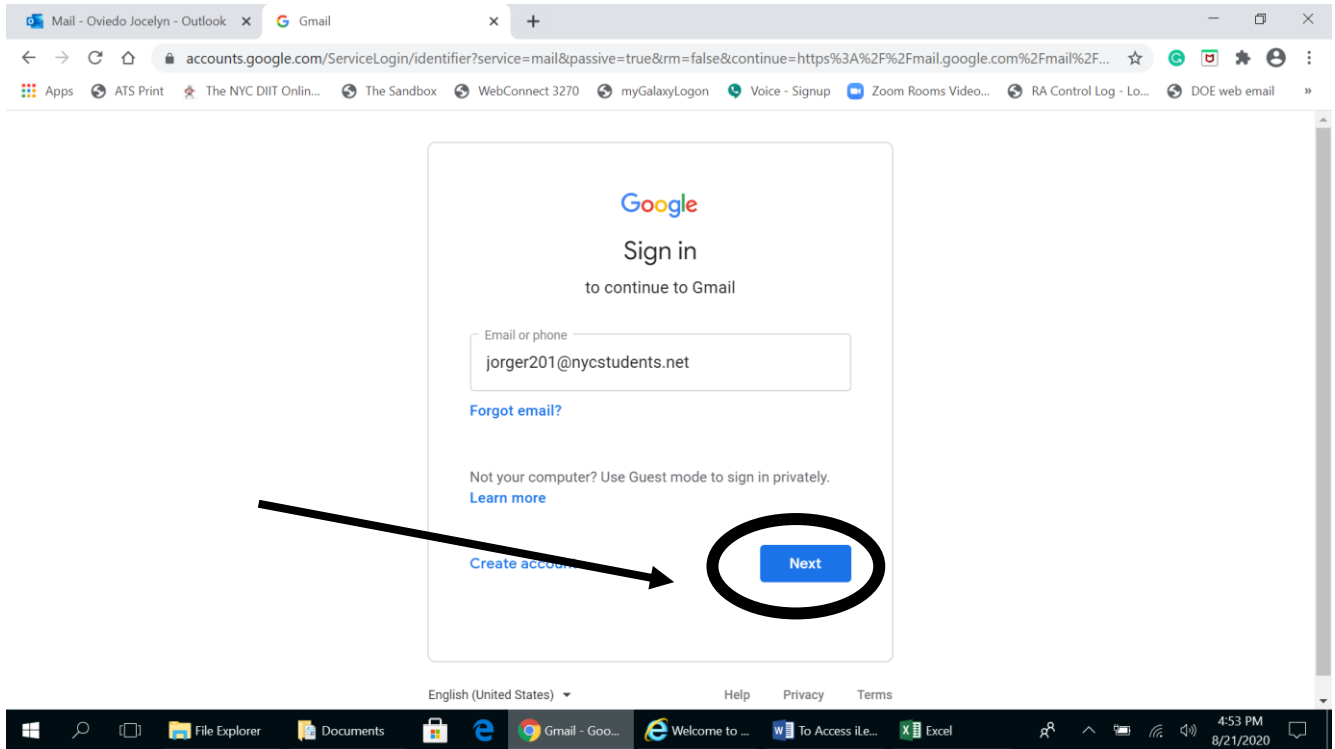 Mail - Oviedo Jocelyn - Outlook
Gmail
accounts.google.com/ServiceLogin/identifier?service=mail&passive=true&rm=false&continue=https%3A%2F%2Fmail.google.com%2Fmail%2F...
Apps ATS Print The NYC DIIT Onlin... The Sandbox WebConnect 3270 myGalaxyLogon Voice - Signup Zoom Rooms Video... RA Control Log - Lo... DOE web email »
Google
Sign in
to continue to Gmail
Email or phone
jorger201@nycstudents.net
Forgot email?
Not your computer? Use Guest mode to sign in privately.
Learn more
Create account
Next
English (United States) Help Privacy Terms
File Explorer Documents Gmail - Goo... Welcome to ... To Access iLe... Excel
4:53 PM
8/21/2020